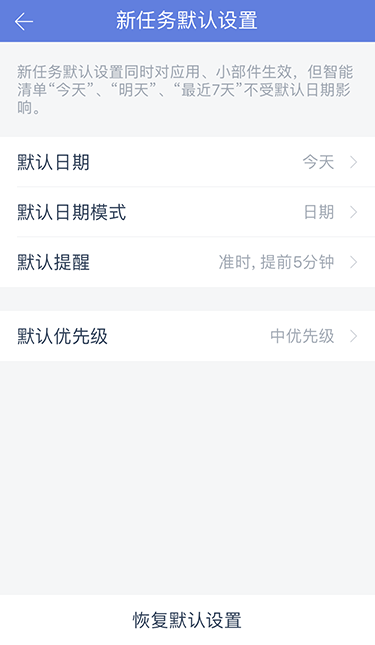 新任务默认设置
新任务默认设置同时对应用、小部件生效，但智能
清单“今天”、“明天”、“最近7天”不受默认日期影
响。
默认日期 今天
默认日期模式 日期
默认提醒 准时, 提前5分钟
默认优先级 中优先级
恢复默认设置